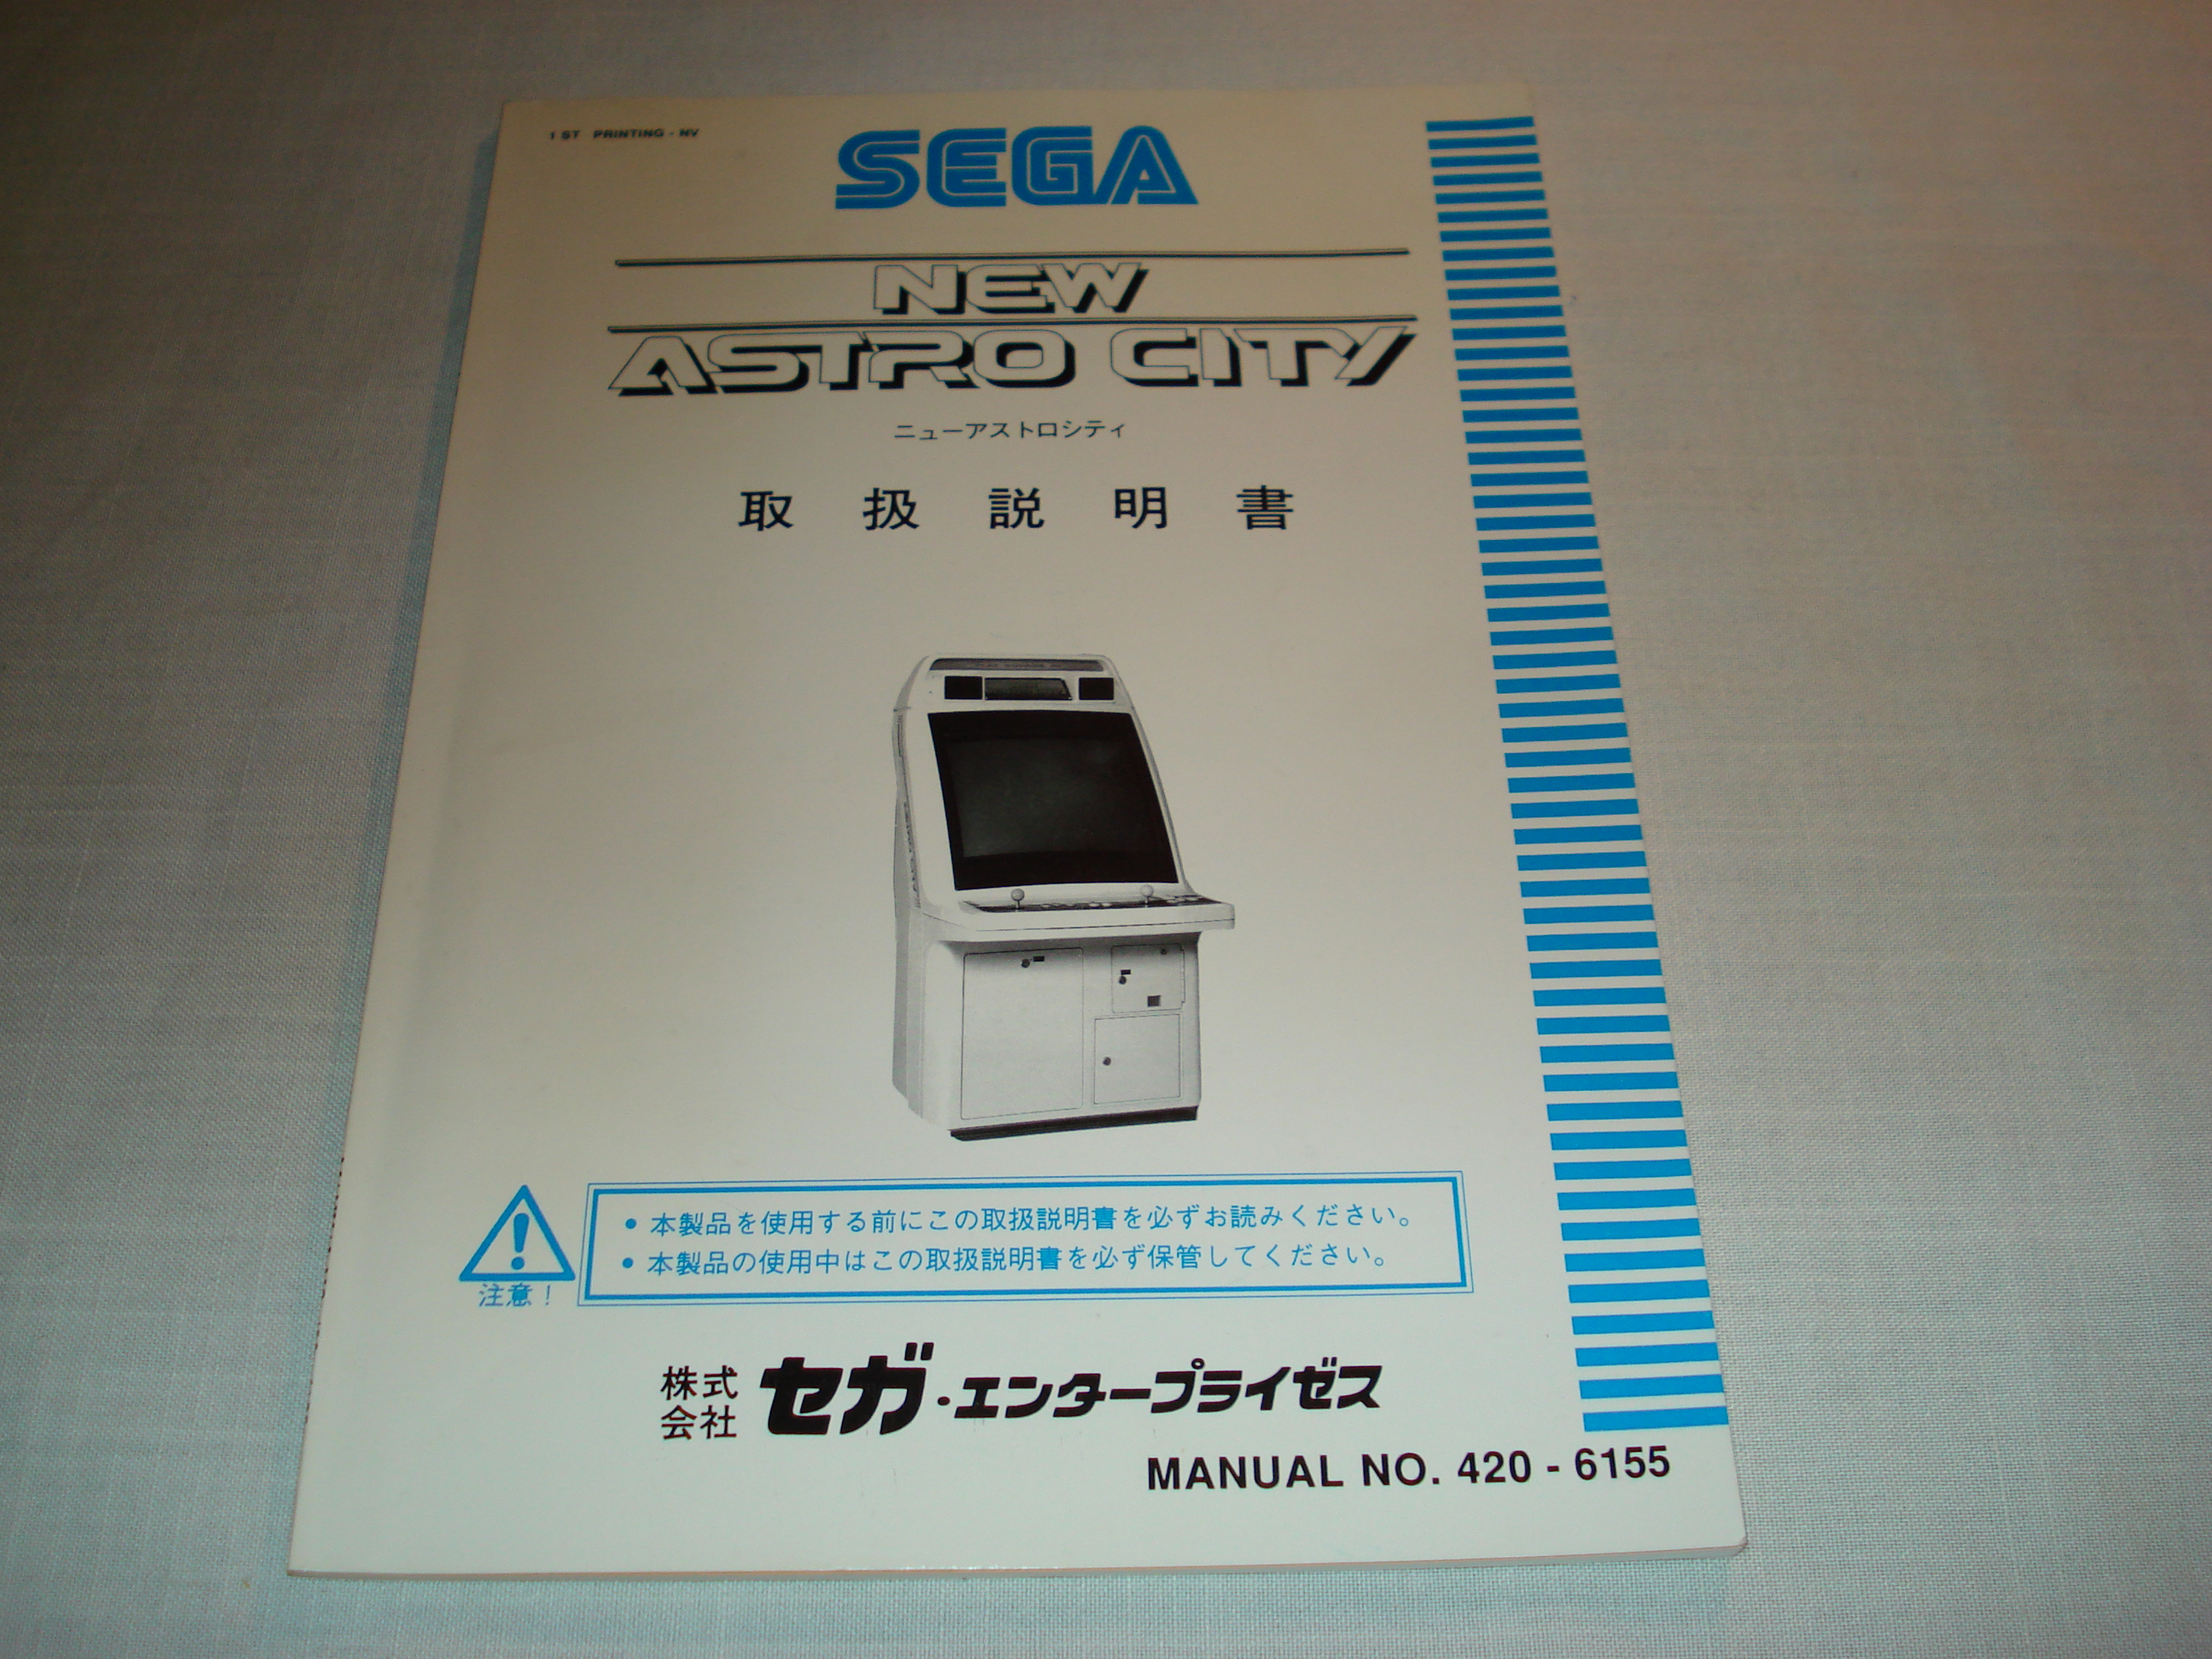 1 ST PRINTING - NV
SEGA
NEW
ASTRO CITY
ニューアストロシティ
取扱説明書
注意!
• 本製品を使用する前にこの取扱説明書を必ずお読みください。
• 本製品の使用中はこの取扱説明書を必ず保管してください。
株式会社 セガ・エンタープライゼス
MANUAL NO. 420 - 6155